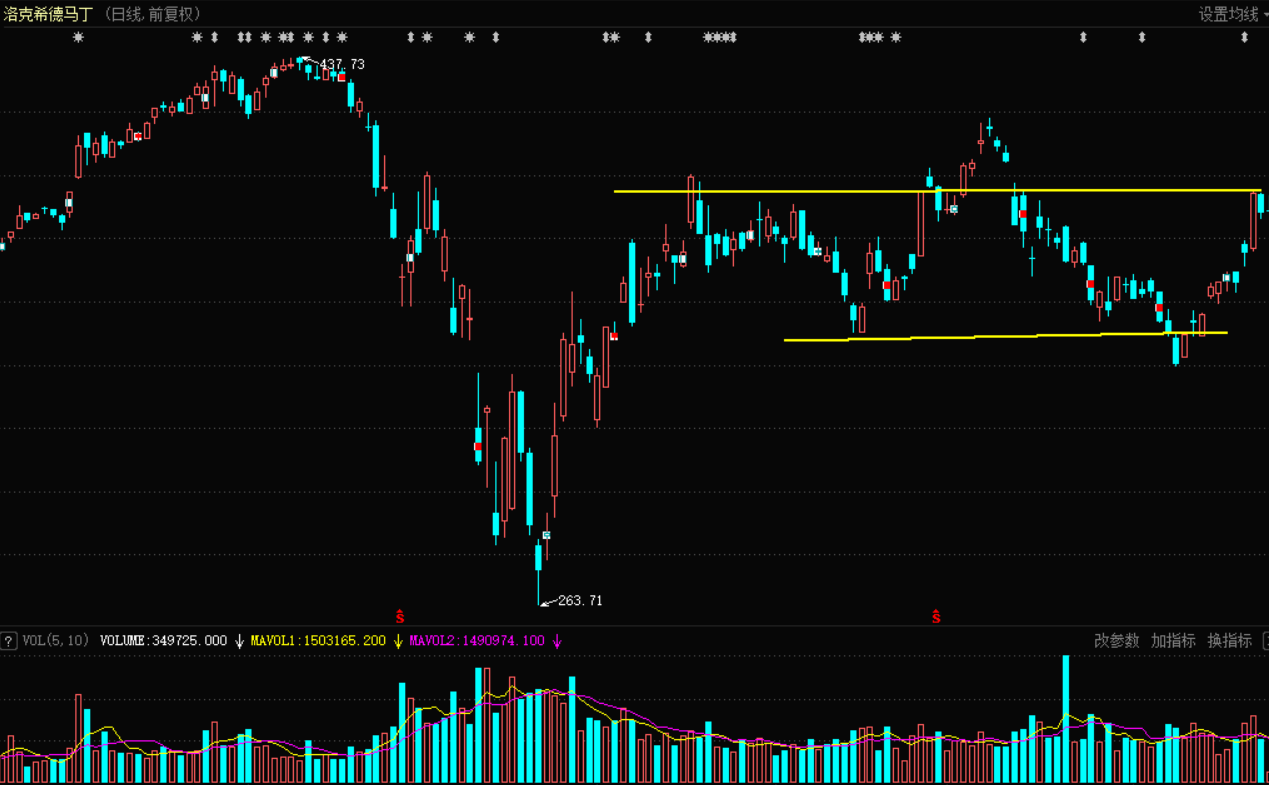 洛克希德马丁 (日线,前复权) 设置均线
437.73
263.71
S S
? VOL(5,10) VOLUME:349725.000 ↓ MAVOL1:1503165.200 ↓ MAVOL2:1490974.100 ↓ 改参数 加指标 换指标